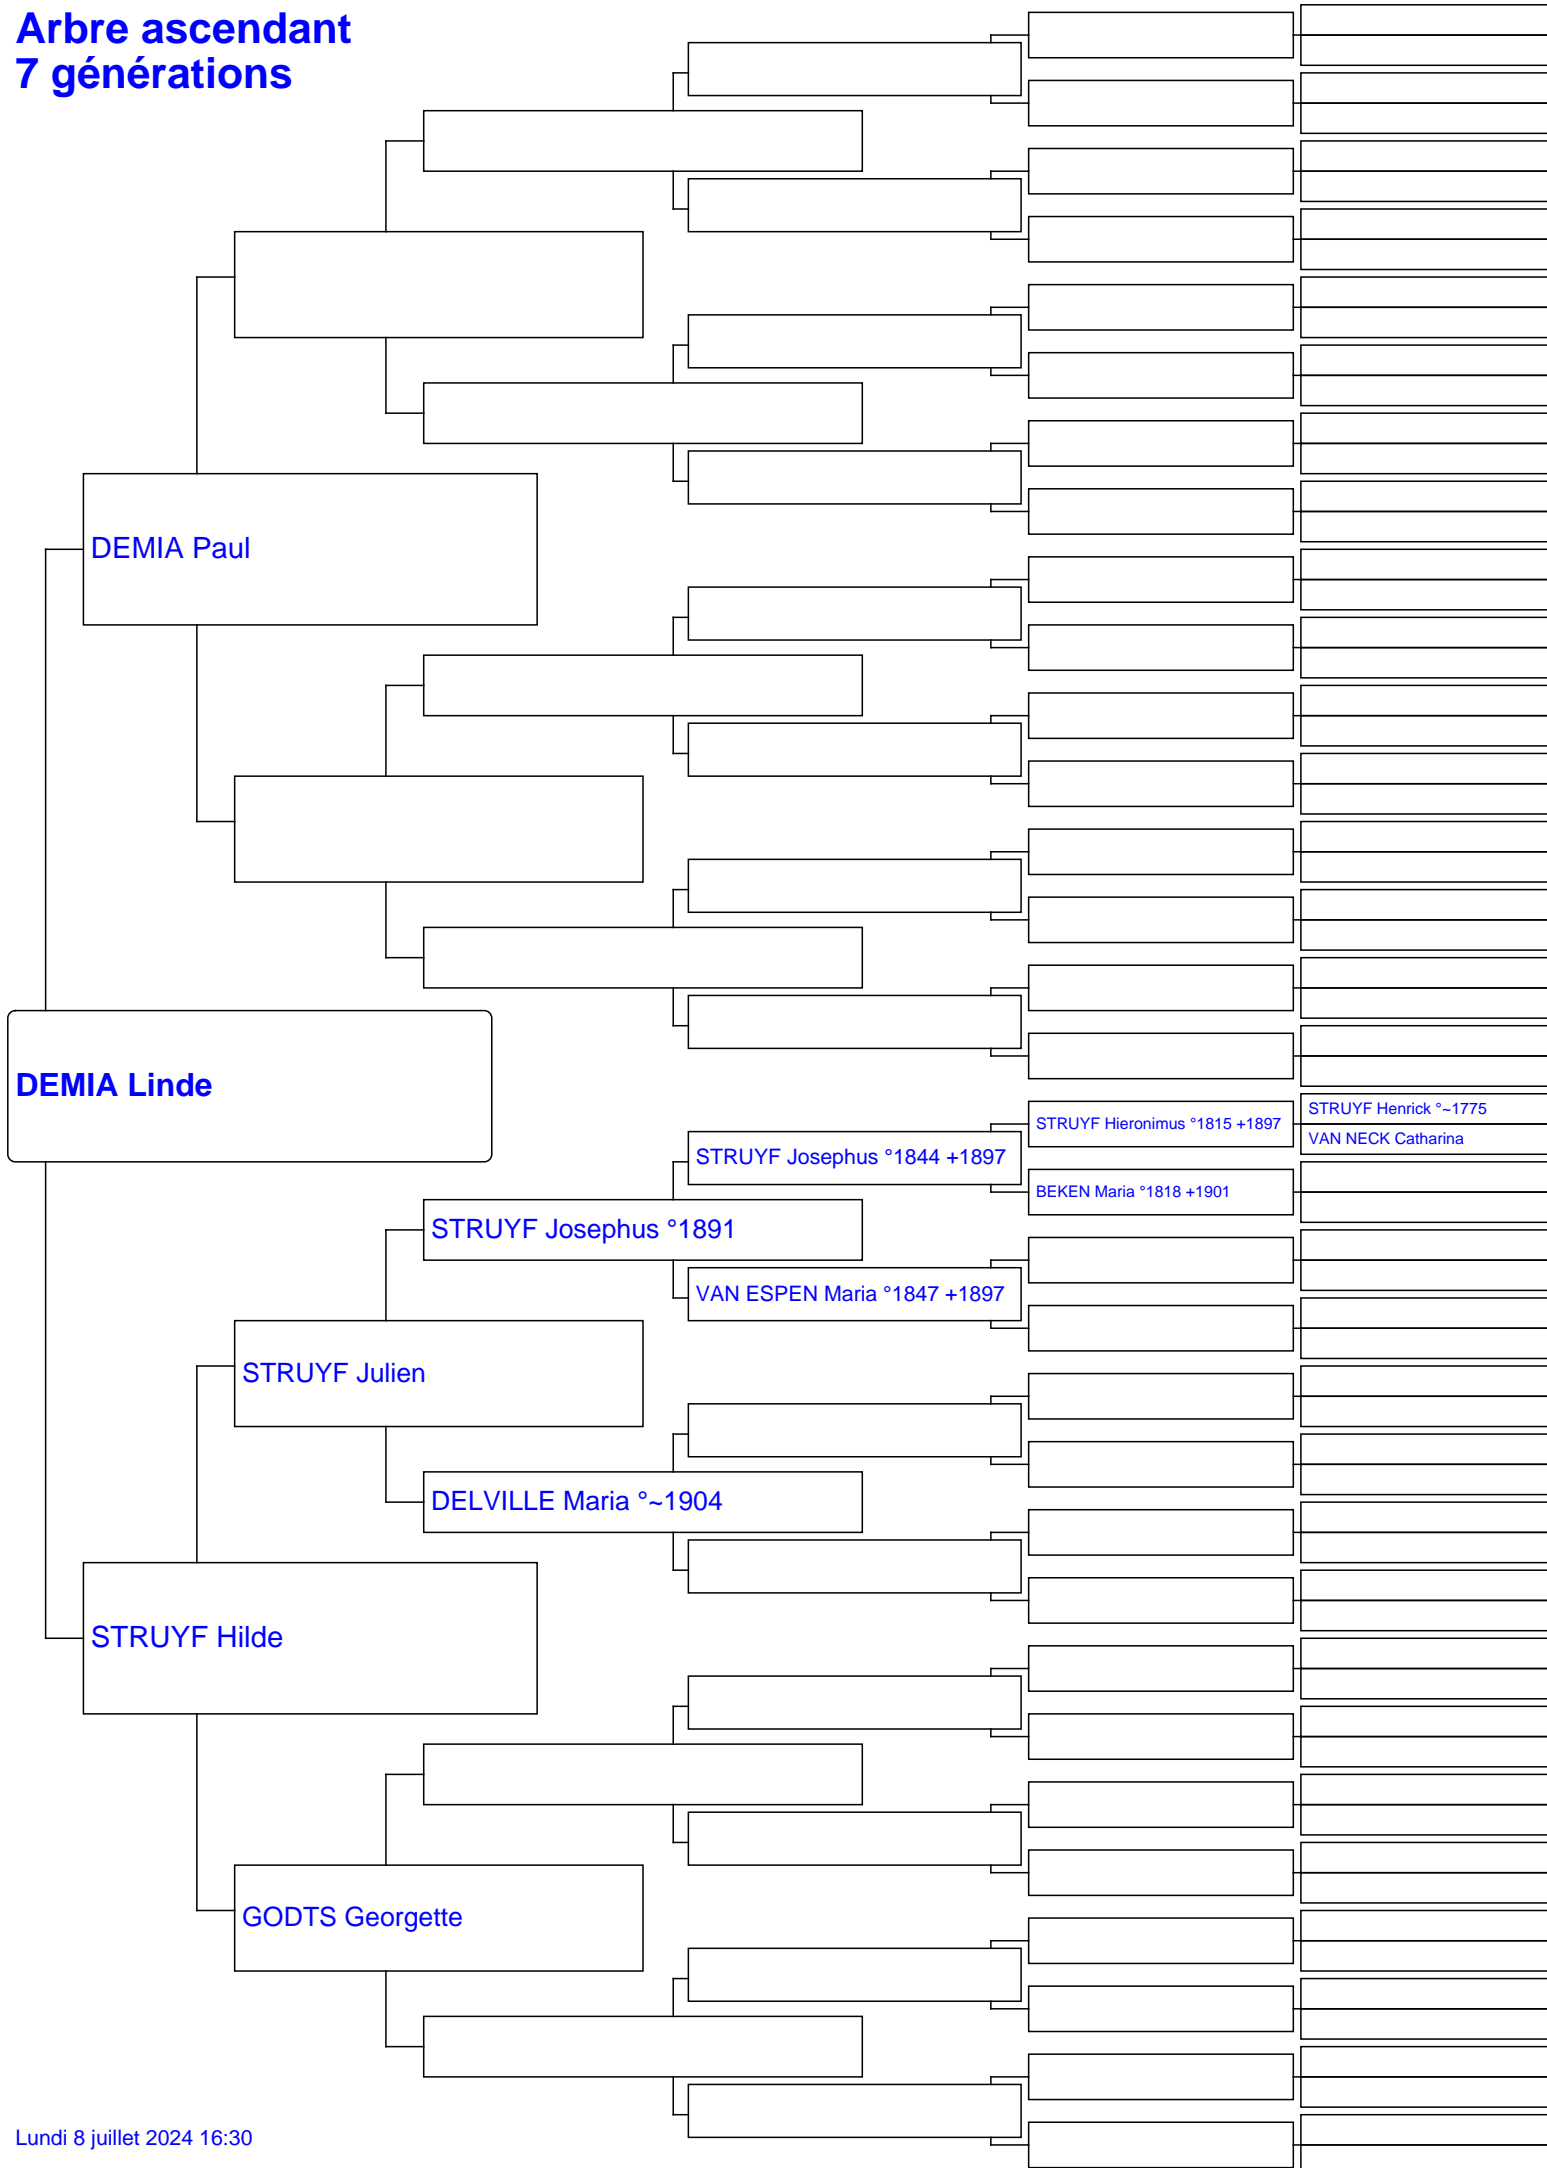 Arbre ascendant
7 générations
DEMIA Paul
DEMIA Linde
STRUYF Hieronimus °1815 +1897
STRUYF Henrick °~1775
VAN NECK Catharina
STRUYF Josephus °1844 +1897
BEKEN Maria °1818 +1901
STRUYF Josephus °1891
VAN ESPEN Maria °1847 +1897
STRUYF Julien
DELVILLE Maria °~1904
STRUYF Hilde
GODTS Georgette
Lundi 8 juillet 2024 16:30